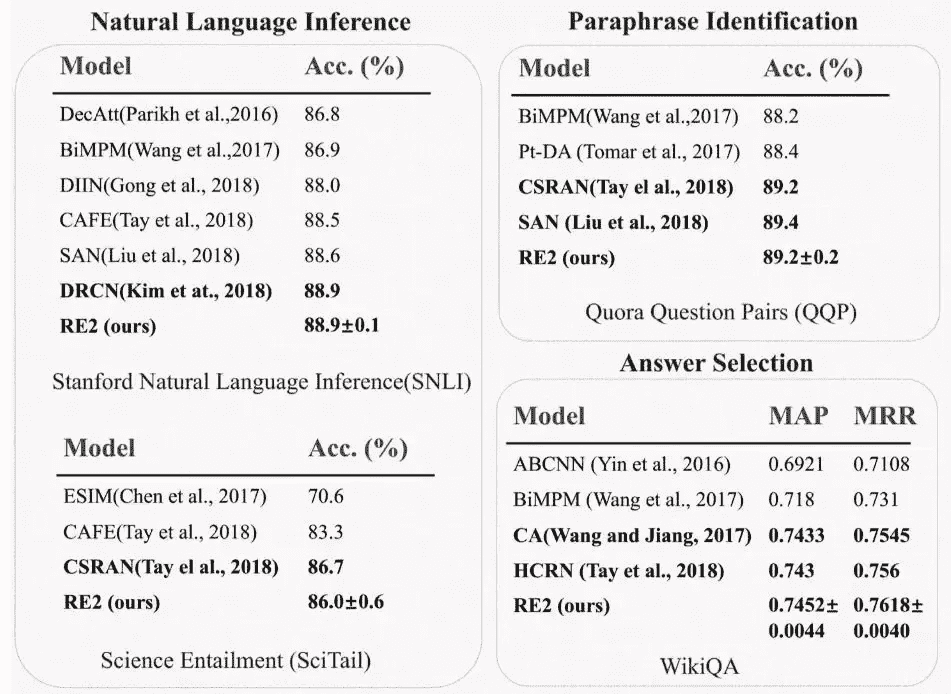 Natural Language Inference
Model Acc. (%)
DecAtt(Parikh et al.,2016) 86.8
BiMPM(Wang et al.,2017) 86.9
DIIN(Gong et al., 2018) 88.0
CAFE(Tay et al., 2018) 88.5
SAN(Liu et al., 2018) 88.6
DRCN(Kim et at., 2018) 88.9
RE2 (ours) 88.9±0.1
Stanford Natural Language Inference(SNLI)
Model Acc. (%)
ESIM(Chen et al., 2017) 70.6
CAFE(Tay et al., 2018) 83.3
CSRAN(Tay el al., 2018) 86.7
RE2 (ours) 86.0±0.6
Science Entailment (SciTail)
Paraphrase Identification
Model Acc. (%)
BiMPM(Wang et al.,2017) 88.2
Pt-DA (Tomar et al., 2017) 88.4
CSRAN(Tay el al., 2018) 89.2
SAN (Liu et al., 2018) 89.4
RE2 (ours) 89.2±0.2
Quora Question Pairs (QQP)
Answer Selection
Model MAP MRR
ABCNN (Yin et al., 2016) 0.6921 0.7108
BiMPM (Wang et al., 2017) 0.718 0.731
CA(Wang and Jiang, 2017) 0.7433 0.7545
HCRN (Tay et al., 2018) 0.743 0.756
RE2 (ours) 0.7452± 0.7618±
0.0044 0.0040
WikiQA